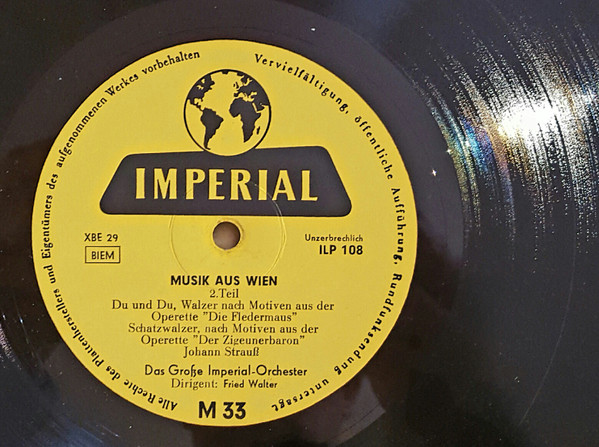 Alle Rechte des Plattenherstellers und Eigentümers des aufgenommenen Werkes vorbehalten
Vervielfältigung, öffentliche Aufführung, Rundfunksendung untersagt.
IMPERIAL
XBE 29
BIEM
Unzerbrechlich
ILP 108
MUSIK AUS WIEN
2.Teil
Du und Du, Walzer nach Motiven aus der
Operette "Die Fledermaus"
Schatzwalzer, nach Motiven aus der
Operette "Der Zigeunerbaron"
Johann Strauß
Das Große Imperial-Orchester
Dirigent: Fried Walter
M 33